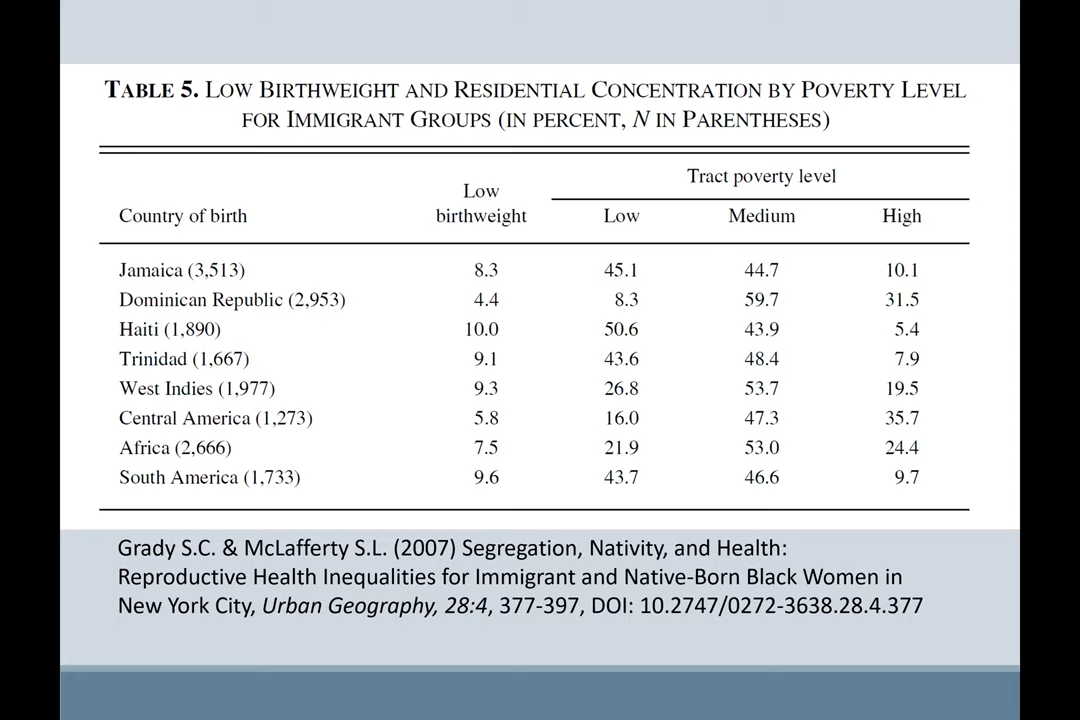 TABLE 5. LOW BIRTHWEIGHT AND RESIDENTIAL CONCENTRATION BY POVERTY LEVEL
FOR IMMIGRANT GROUPS (IN PERCENT, N IN PARENTHESES)
Tract poverty level
Low
Country of birth birthweight Low Medium High
Jamaica (3,513) 8.3 45.1 44.7 10.1
Dominican Republic (2,953) 4.4 8.3 59.7 31.5
Haiti (1,890) 10.0 50.6 43.9 5.4
Trinidad (1,667) 9.1 43.6 48.4 7.9
West Indies (1,977) 9.3 26.8 53.7 19.5
Central America (1,273) 5.8 16.0 47.3 35.7
Africa (2,666) 7.5 21.9 53.0 24.4
South America (1,733) 9.6 43.7 46.6 9.7
Grady S.C. & McLafferty S.L. (2007) Segregation, Nativity, and Health:
Reproductive Health Inequalities for Immigrant and Native-Born Black Women in
New York City, Urban Geography, 28:4, 377-397, DOI: 10.2747/0272-3638.28.4.377